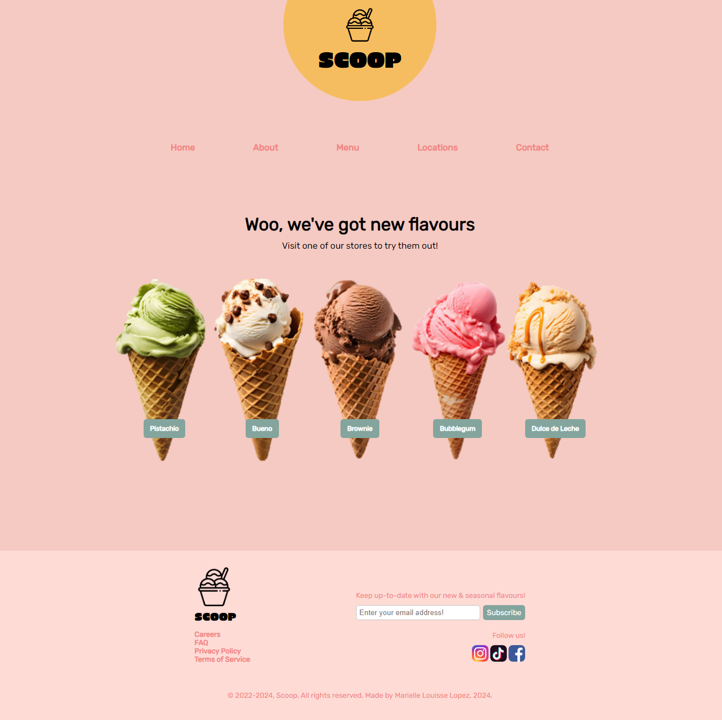 SCOOP
Home About Menu Locations Contact
Woo, we've got new flavours
Visit one of our stores to try them out!
Pistachio Bueno Brownie Bubblegum Dulce de Leche
SCOOP
Careers
FAQ
Privacy Policy
Terms of Service
Keep up-to-date with our new & seasonal flavours!
Enter your email address! Subscribe
Follow us!
© 2022-2024, Scoop. All rights reserved. Made by Marielle Louisse Lopez, 2024.